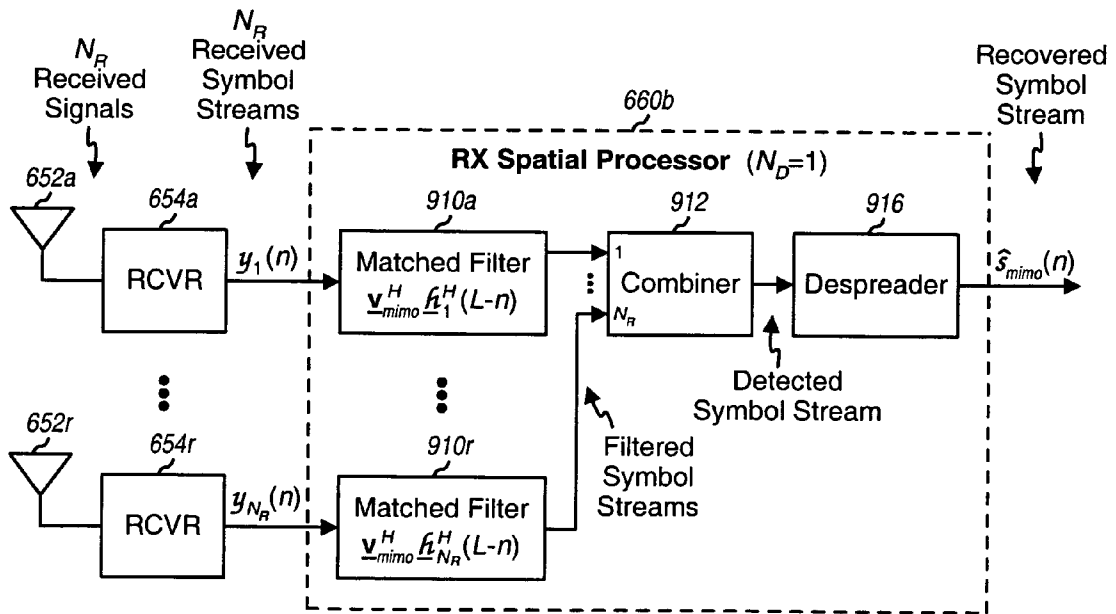 N_R
Received
Signals
N_R
Received
Symbol
Streams
Recovered
Symbol
Stream
660b
RX Spatial Processor (N_D=1)
652a
654a
RCVR
y_1(n)
910a
Matched Filter
v^H_mimo h^H_1(L-n)
912
1
Combiner
N_R
916
Despreader
ŝ_mimo(n)
Detected
Symbol Stream
Filtered
Symbol
Streams
652r
654r
RCVR
y_{N_R}(n)
910r
Matched Filter
v^H_mimo h^H_{N_R}(L-n)